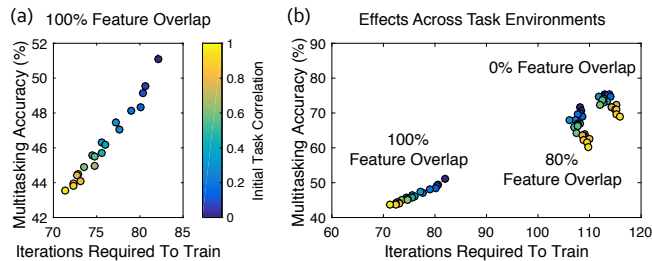 (a)
100% Feature Overlap
Multitasking Accuracy (%)
52
50
48
46
44
42
70
75
80
85
Iterations Required To Train
1
0.8
0.6
0.4
0.2
0
Initial Task Correlation
(b)
Effects Across Task Environments
Multitasking Accuracy (%)
90
80
70
60
50
40
60
70
80
90
100
110
120
Iterations Required To Train
0% Feature Overlap
100%
Feature Overlap
80%
Feature Overlap